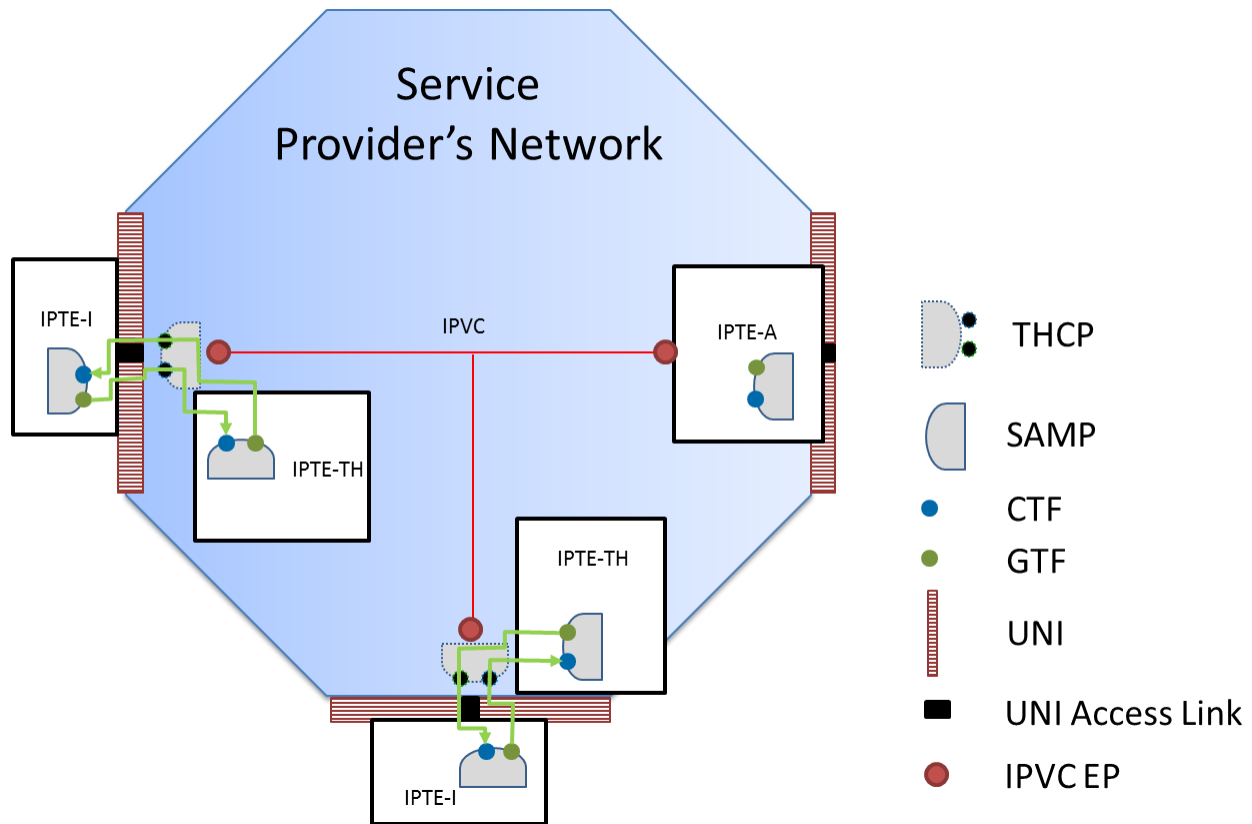 Service
Provider's Network
IPTE-I
IPVC
IPTE-A
IPTE-TH
IPTE-TH
IPTE-I
THCP
SAMP
CTF
GTF
UNI
UNI Access Link
IPVC EP